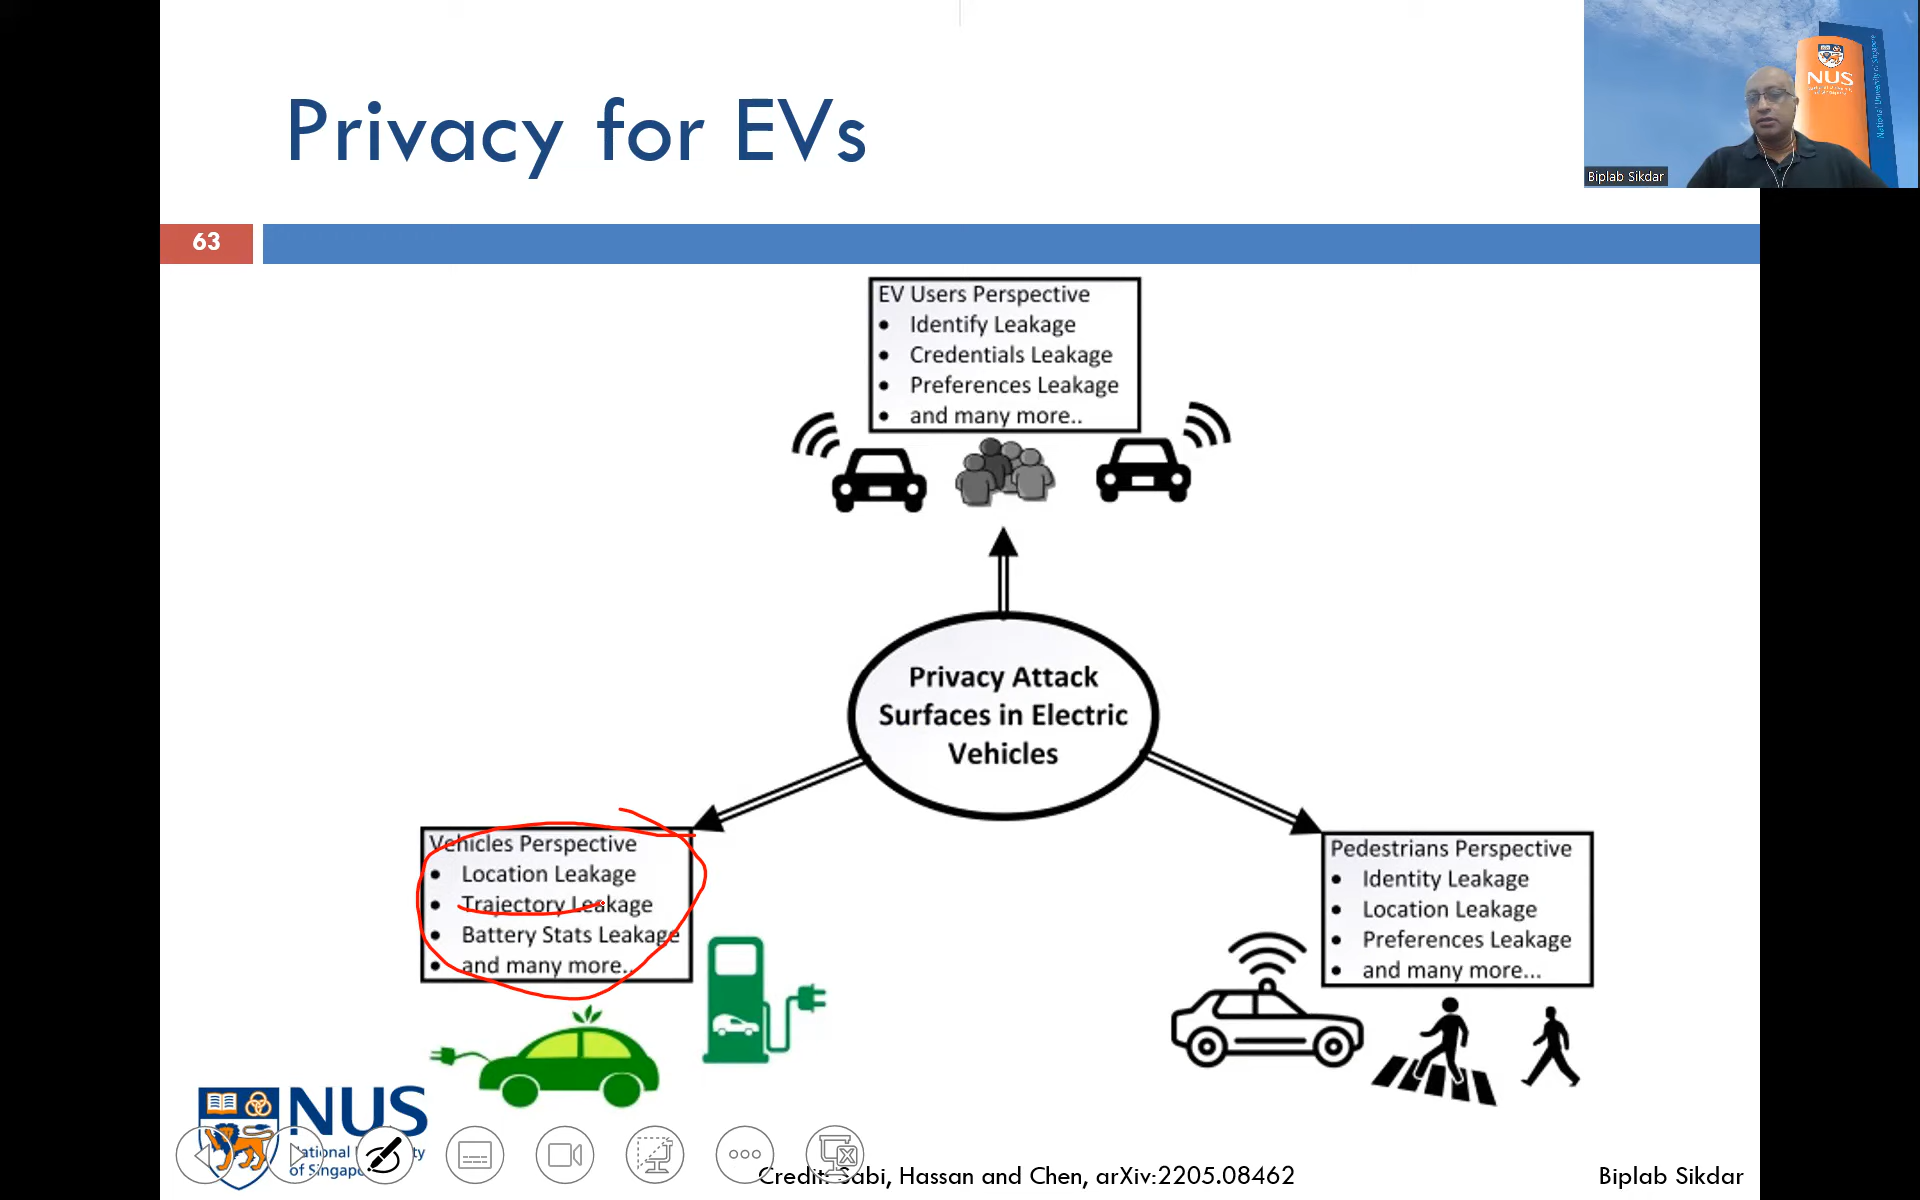 Privacy for EVs
NUS
Biplab Sikdar
63
EV Users Perspective
• Identify Leakage
• Credentials Leakage
• Preferences Leakage
• and many more..
Privacy Attack
Surfaces in Electric
Vehicles
Vehicles Perspective
• Location Leakage
• Trajectory Leakage
• Battery Stats Leakage
• and many more..
Pedestrians Perspective
• Identity Leakage
• Location Leakage
• Preferences Leakage
• and many more...
NUS
of Singap
Credit: Sabi, Hassan and Chen, arXiv:2205.08462
Biplab Sikdar